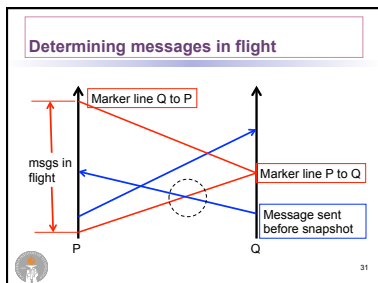 Determining messages in flight
Marker line Q to P
msgs in
flight
Marker line P to Q
Message sent
before snapshot
P
Q
31